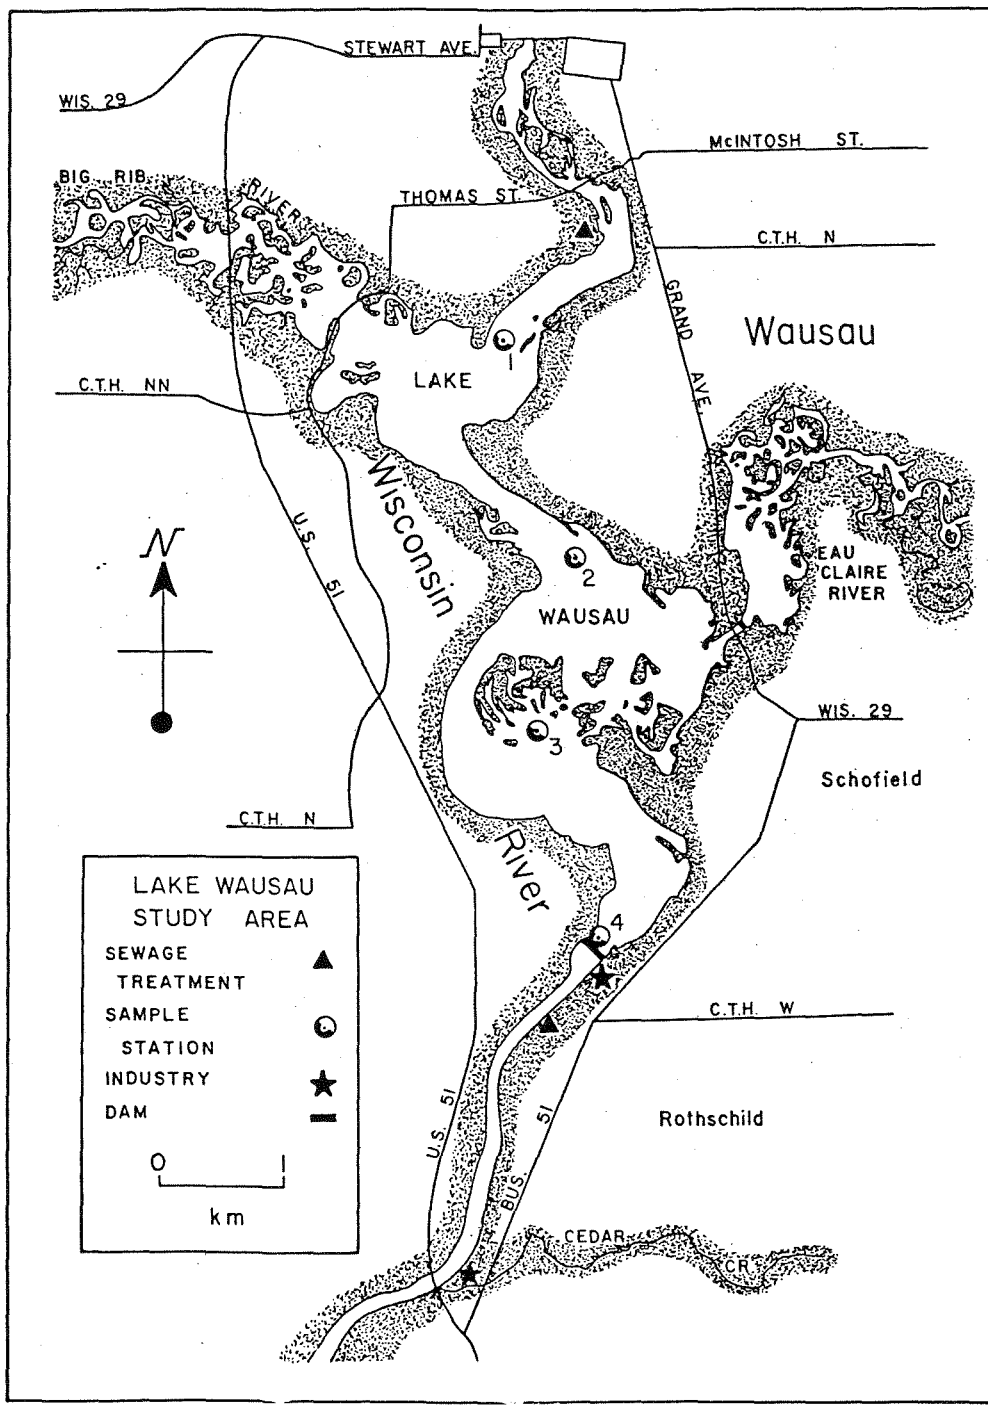 STEWART AVE.
WIS. 29
McINTOSH ST.
BIG RIB
RIVER
THOMAS ST.
C.T.H. N
GRAND
AVE.
Wausau
1
LAKE
C.T.H. NN
Wisconsin
U.S.
51
N
2
EAU
CLAIRE
RIVER
WAUSAU
3
WIS. 29
Schofield
C.T.H. N
River
LAKE WAUSAU
STUDY AREA
SEWAGE
TREATMENT
SAMPLE
STATION
INDUSTRY
DAM
0 1
km
4
C.T.H. W
U.S. 51
BUS. 51
Rothschild
CEDAR
CR.